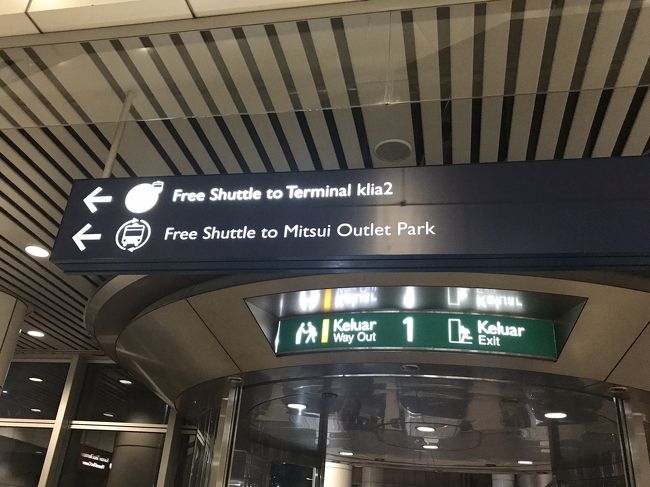 Free Shuttle to Terminal klia2
Free Shuttle to Mitsui Outlet Park
Keluar 1 Keluar
Way Out Exit